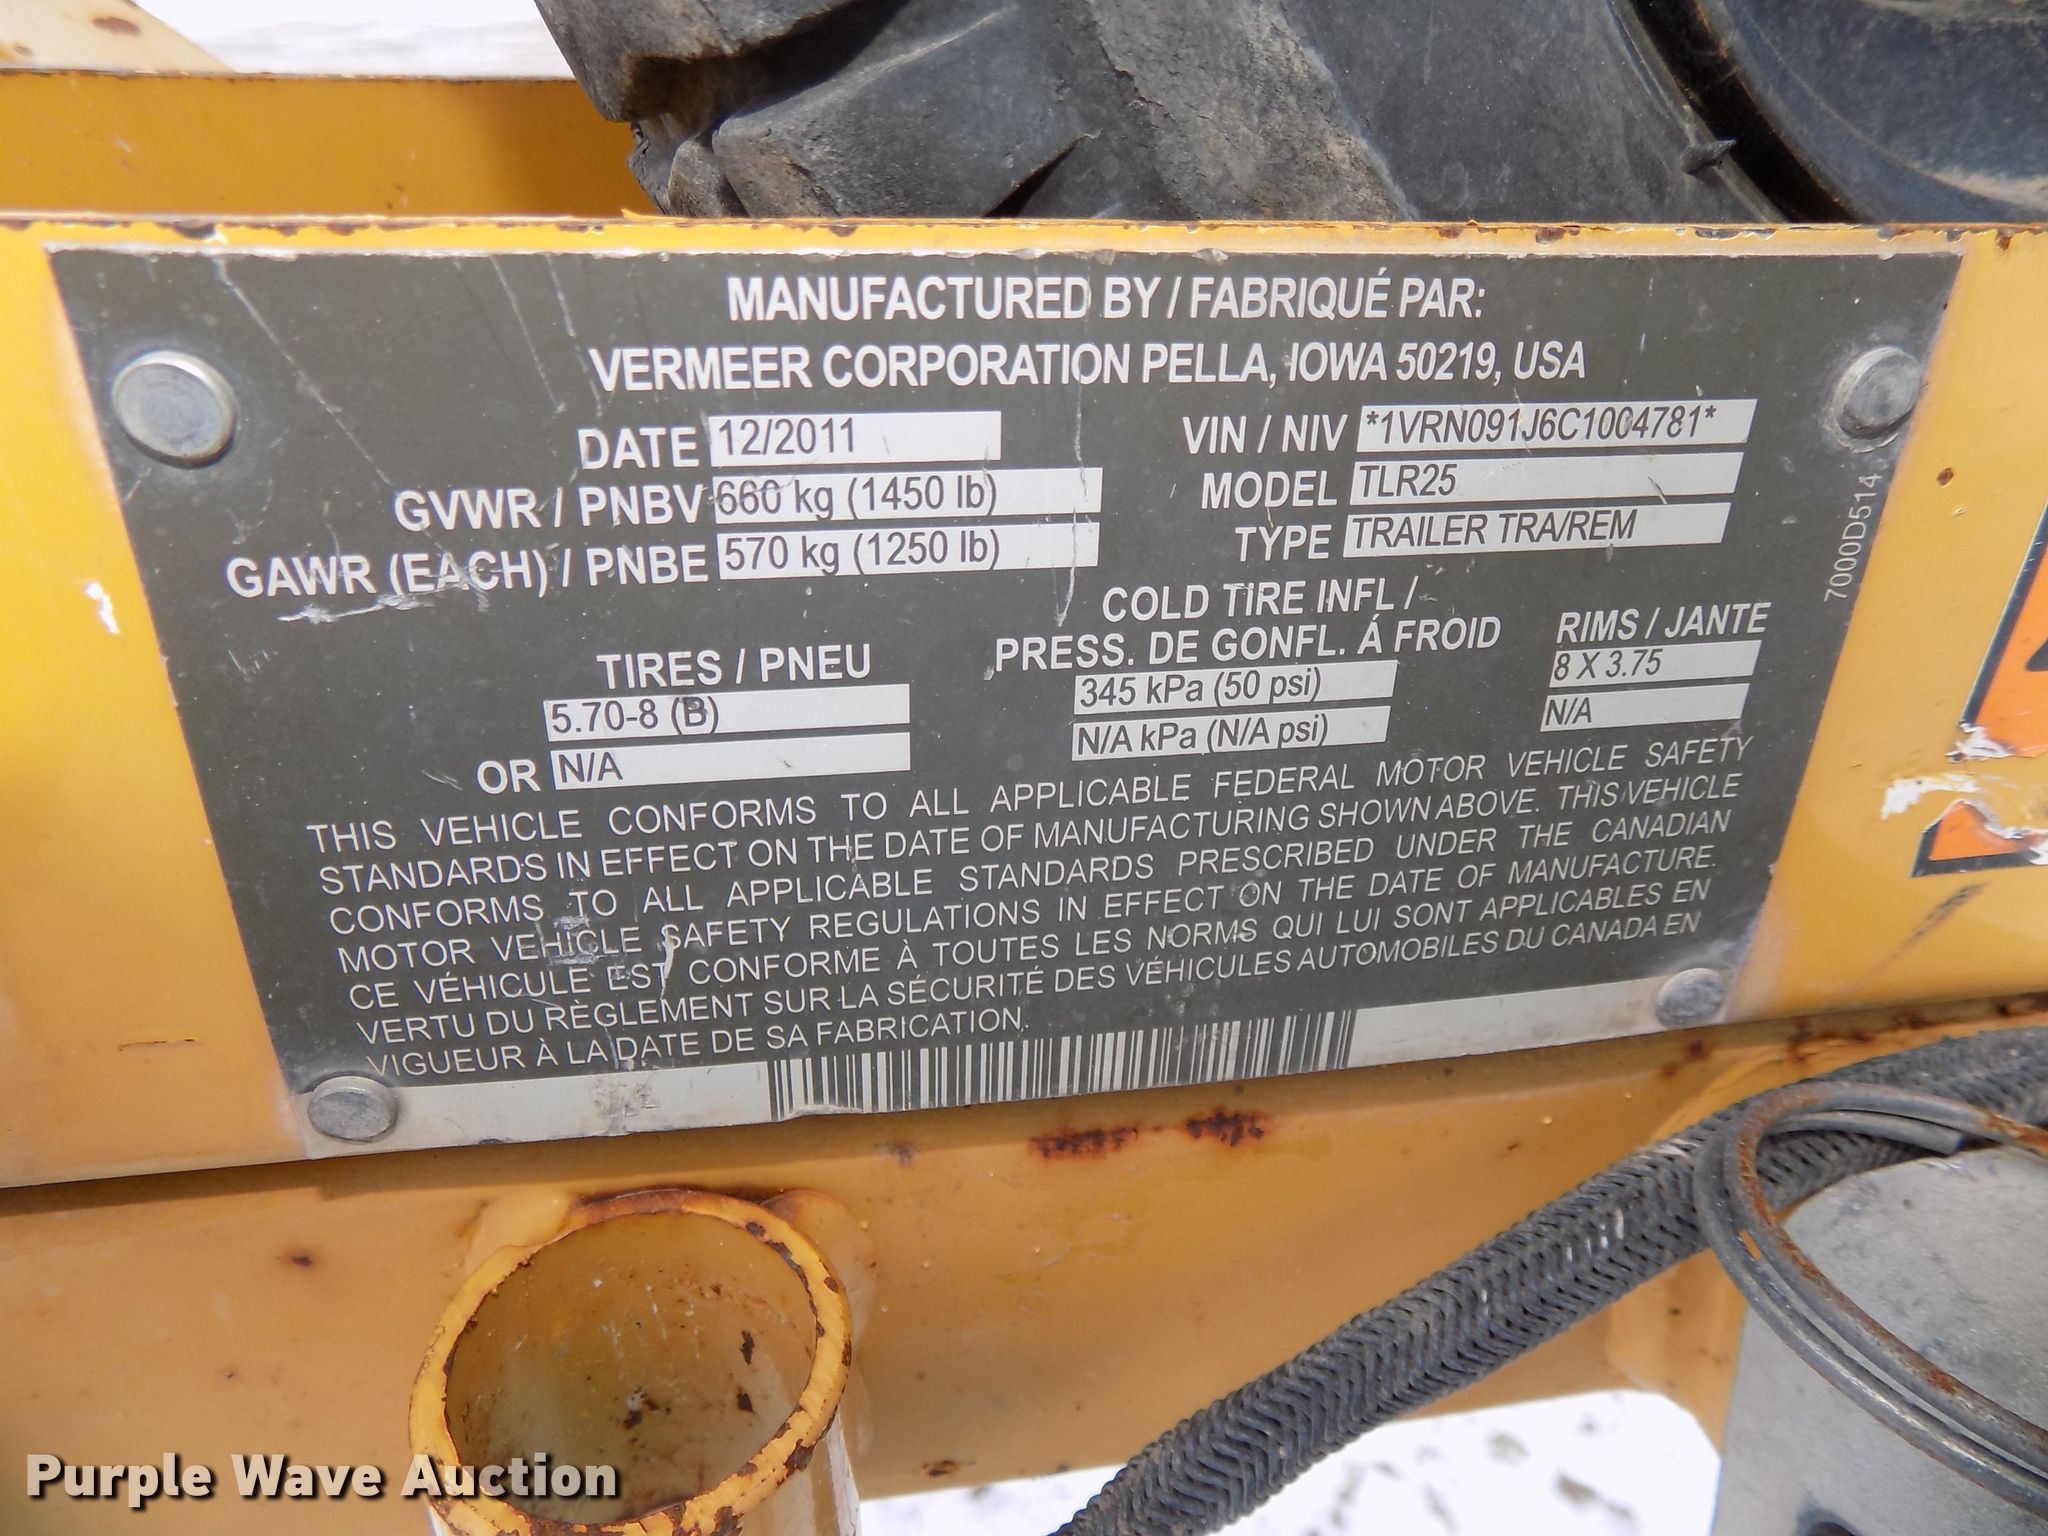 MANUFACTURED BY / FABRIQUÉ PAR:
VERMEER CORPORATION PELLA, IOWA 50219, USA
DATE 12/2011
VIN / NIV *1VRN091J6C1004781*
GVWR / PNBV 660 kg (1450 lb)
MODEL TLR25
GAWR (EACH) / PNBE 570 kg (1250 lb)
TYPE TRAILER TRA/REM
7000D514
TIRES / PNEU
5.70-8 (B)
OR N/A
COLD TIRE INFL /
PRESS. DE GONFL. Á FROID
345 kPa (50 psi)
N/A kPa (N/A psi)
RIMS / JANTE
8 X 3.75
N/A
THIS VEHICLE CONFORMS TO ALL APPLICABLE FEDERAL MOTOR VEHICLE SAFETY
STANDARDS IN EFFECT ON THE DATE OF MANUFACTURING SHOWN ABOVE. THIS VEHICLE
CONFORMS TO ALL APPLICABLE STANDARDS PRESCRIBED UNDER THE CANADIAN
MOTOR VEHICLE SAFETY REGULATIONS IN EFFECT ON THE DATE OF MANUFACTURE.
CE VÉHICULE EST CONFORME À TOUTES LES NORMS QUI LUI SONT APPLICABLES EN
VERTU DU RÈGLEMENT SUR LA SÉCURITÉ DES VÉHICULES AUTOMOBILES DU CANADA EN
VIGUEUR À LA DATE DE SA FABRICATION.
Purple Wave Auction